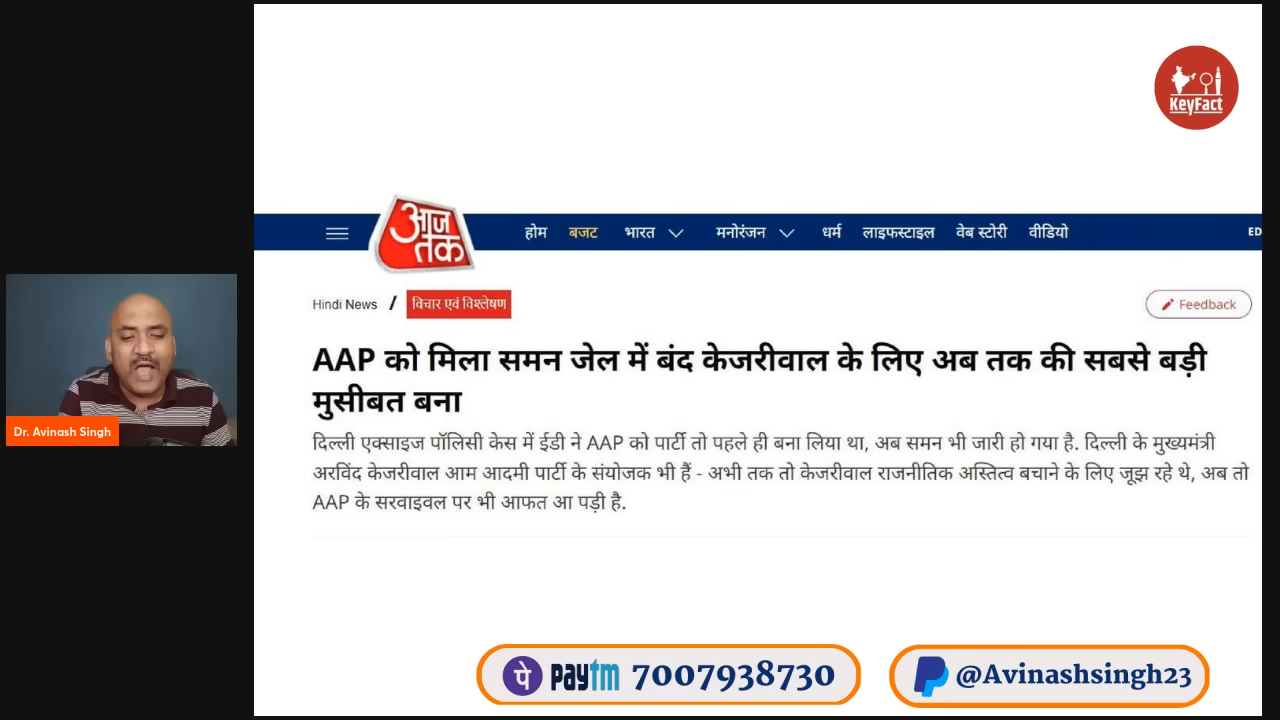 KeyFact
आज तक
होम बजट भारत मनोरंजन धर्म लाइफस्टाइल वेब स्टोरी वीडियो ED
Hindi News / विचार एवं विश्लेषण
Feedback
AAP को मिला समन जेल में बंद केजरीवाल के लिए अब तक की सबसे बड़ी
मुसीबत बना
दिल्ली एक्साइज पॉलिसी केस में ईडी ने AAP को पार्टी तो पहले ही बना लिया था, अब समन भी जारी हो गया है. दिल्ली के मुख्यमंत्री
अरविंद केजरीवाल आम आदमी पार्टी के संयोजक भी हैं - अभी तक तो केजरीवाल राजनीतिक अस्तित्व बचाने के लिए जूझ रहे थे, अब तो
AAP के सरवाइवल पर भी आफत आ पड़ी है.
Dr. Avinash Singh
पे paytm 7007938730
@Avinashsingh23